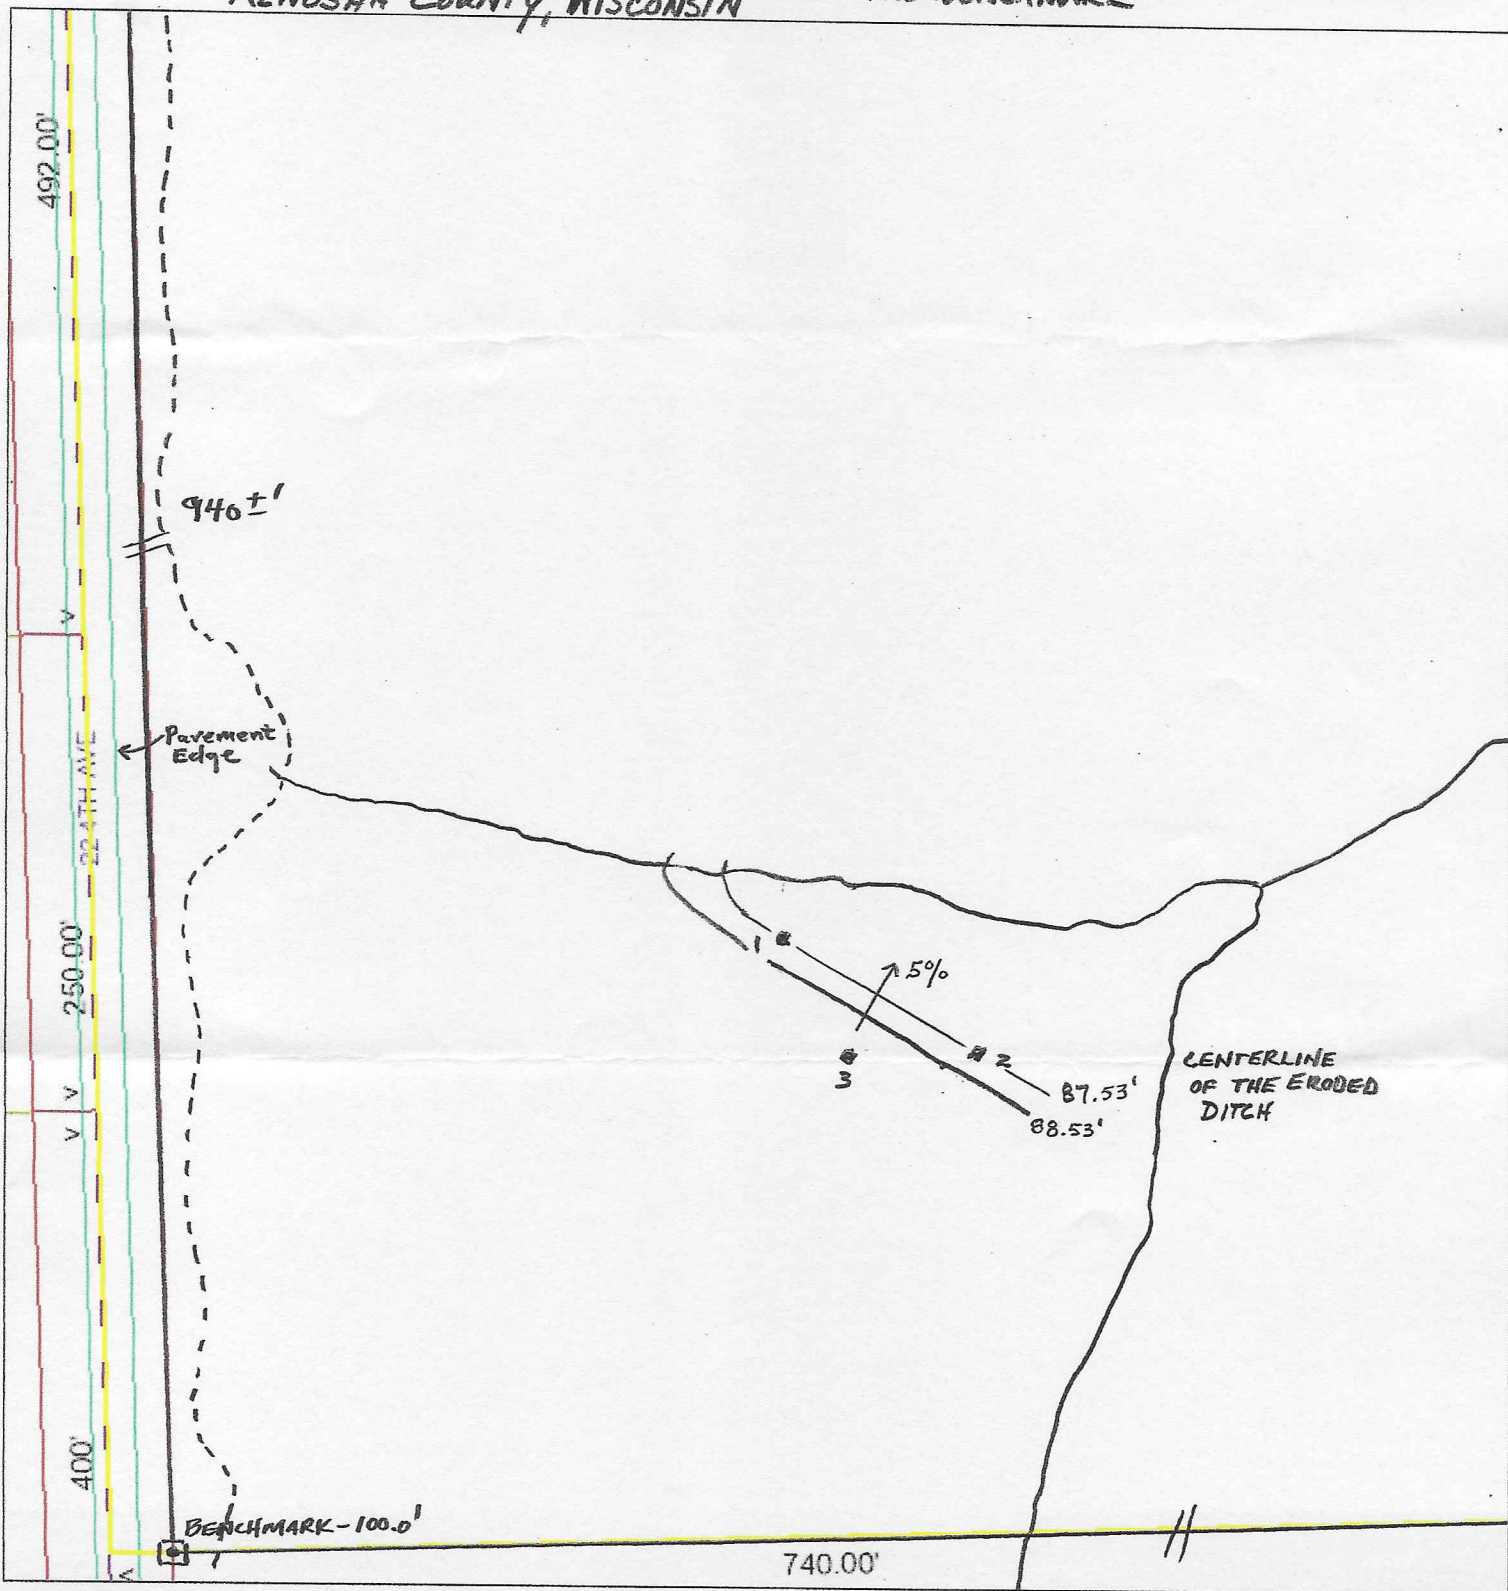 KENOSHA COUNTY, WISCONSIN
492.00'
940±'
Pavement
Edge
224TH AVE
250.00'
1
5%
2
3
87.53'
88.53'
CENTERLINE
OF THE ERODED
DITCH
400'
BENCHMARK-100.0'
740.00'